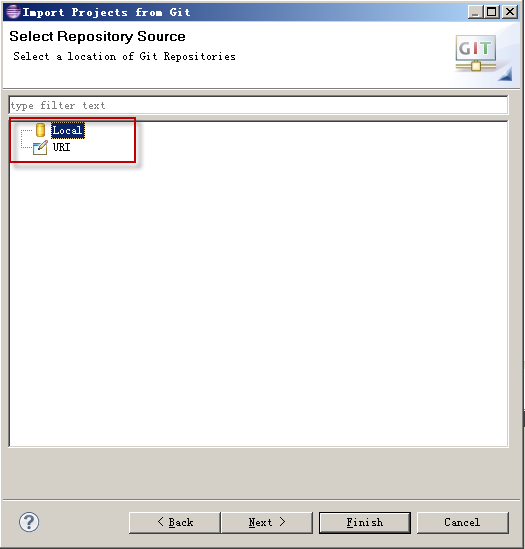 Import Projects from Git
Select Repository Source
Select a location of Git Repositories
GIT
type filter text
Local
URI
?
< Back
Next >
Finish
Cancel